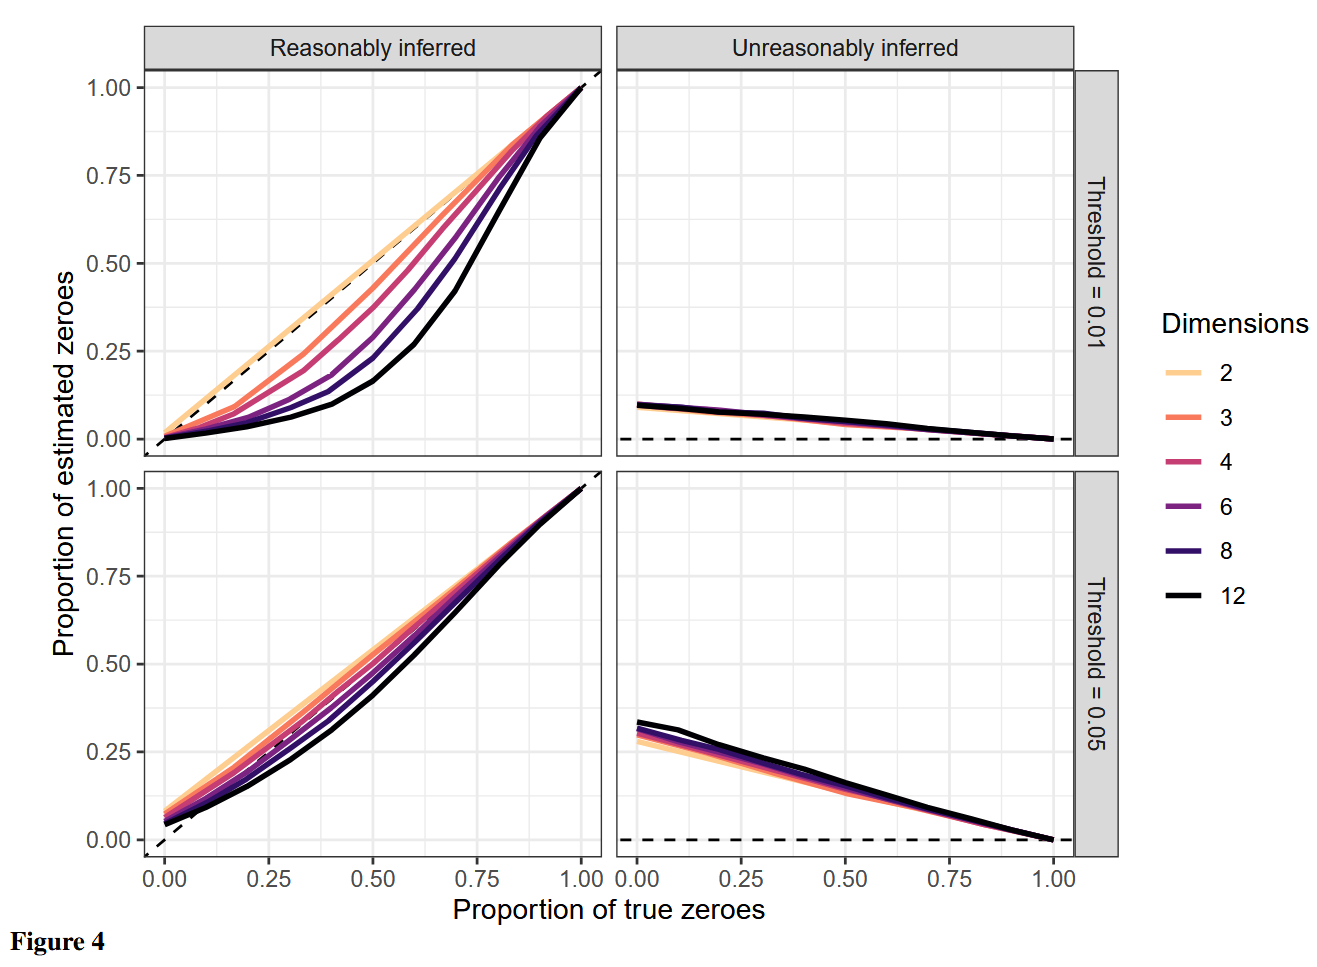 Reasonably inferred
Unreasonably inferred
1.00
0.75
0.50
0.25
0.00
Threshold = 0.01
1.00
0.75
0.50
0.25
0.00
Threshold = 0.05
Proportion of estimated zeroes
0.00 0.25 0.50 0.75 1.00
0.00 0.25 0.50 0.75 1.00
Proportion of true zeroes
Dimensions
2
3
4
6
8
12
Figure 4